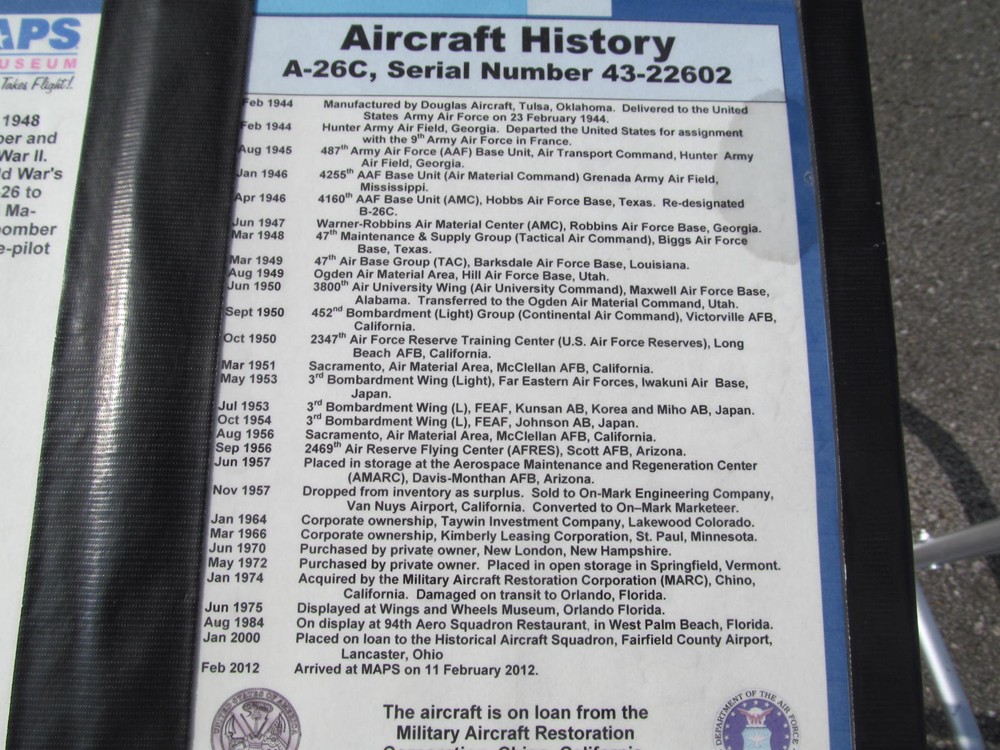 APS
USEUM
Takes Flight!
1948
per and
War II.
ld War's
-26 to
Ma-
bomber
e-pilot
Aircraft History
A-26C, Serial Number 43-22602
Feb 1944 Manufactured by Douglas Aircraft, Tulsa, Oklahoma. Delivered to the United
States Army Air Force on 23 February 1944.
Feb 1944 Hunter Army Air Field, Georgia. Departed the United States for assignment
with the 9th Army Air Force in France.
Aug 1945 487th Army Air Force (AAF) Base Unit, Air Transport Command, Hunter Army
Air Field, Georgia.
Jan 1946 4255th AAF Base Unit (Air Material Command) Grenada Army Air Field,
Mississippi.
Apr 1946 4160th AAF Base Unit (AMC), Hobbs Air Force Base, Texas. Re-designated
B-26C.
Jun 1947 Warner-Robbins Air Material Center (AMC), Robbins Air Force Base, Georgia.
Mar 1948 47th Maintenance & Supply Group (Tactical Air Command), Biggs Air Force
Base, Texas.
Mar 1949 47th Air Base Group (TAC), Barksdale Air Force Base, Louisiana.
Aug 1949 Ogden Air Material Area, Hill Air Force Base, Utah.
Jun 1950 3800th Air University Wing (Air University Command), Maxwell Air Force Base,
Alabama. Transferred to the Ogden Air Material Command, Utah.
Sept 1950 452nd Bombardment (Light) Group (Continental Air Command), Victorville AFB,
California.
Oct 1950 2347th Air Force Reserve Training Center (U.S. Air Force Reserves), Long
Beach AFB, California.
Mar 1951 Sacramento, Air Material Area, McClellan AFB, California.
May 1953 3rd Bombardment Wing (Light), Far Eastern Air Forces, Iwakuni Air Base,
Japan.
Jul 1953 3rd Bombardment Wing (L), FEAF, Kunsan AB, Korea and Miho AB, Japan.
Oct 1954 3rd Bombardment Wing (L), FEAF, Johnson AB, Japan.
Aug 1956 Sacramento, Air Material Area, McClellan AFB, California.
Sep 1956 2469th Air Reserve Flying Center (AFRES), Scott AFB, Arizona.
Jun 1957 Placed in storage at the Aerospace Maintenance and Regeneration Center
(AMARC), Davis-Monthan AFB, Arizona.
Nov 1957 Dropped from inventory as surplus. Sold to On-Mark Engineering Company,
Van Nuys Airport, California. Converted to On–Mark Marketeer.
Jan 1964 Corporate ownership, Taywin Investment Company, Lakewood Colorado.
Mar 1966 Corporate ownership, Kimberly Leasing Corporation, St. Paul, Minnesota.
Jun 1970 Purchased by private owner, New London, New Hampshire.
May 1972 Purchased by private owner. Placed in open storage in Springfield, Vermont.
Jan 1974 Acquired by the Military Aircraft Restoration Corporation (MARC), Chino,
California. Damaged on transit to Orlando, Florida.
Jun 1975 Displayed at Wings and Wheels Museum, Orlando Florida.
Aug 1984 On display at 94th Aero Squadron Restaurant, in West Palm Beach, Florida.
Jan 2000 Placed on loan to the Historical Aircraft Squadron, Fairfield County Airport,
Lancaster, Ohio
Feb 2012 Arrived at MAPS on 11 February 2012.
The aircraft is on loan from the
Military Aircraft Restoration
Corporation, Chino, California
UNITED STATES OF AMERICA
DEPARTMENT OF THE AIR FORCE